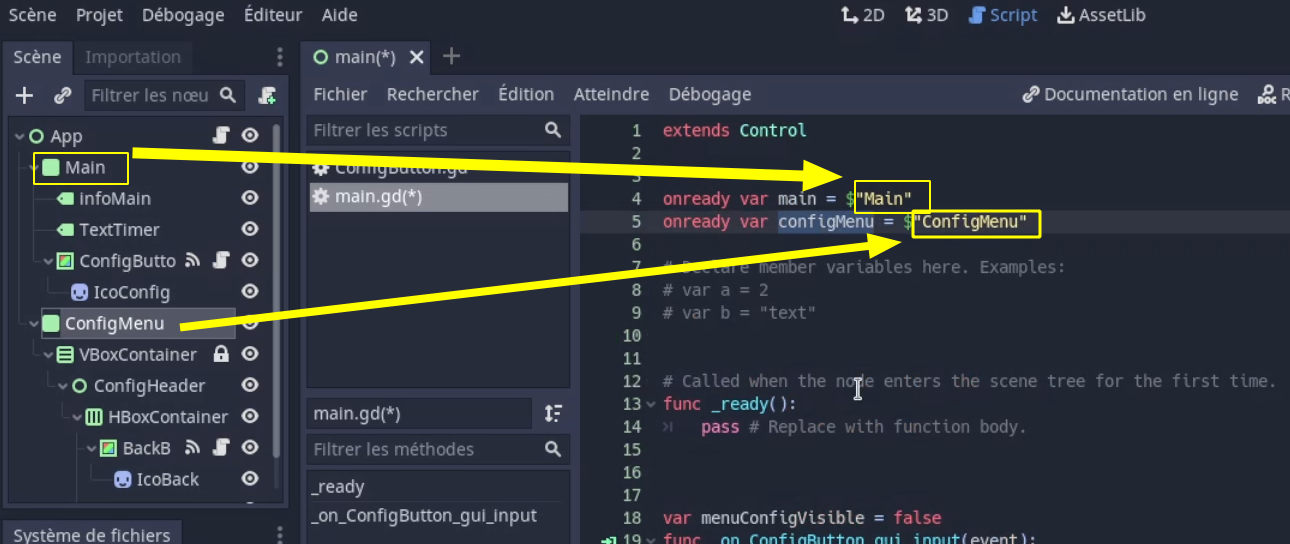 Scène Projet Débogage Éditeur Aide
2D 3D Script AssetLib
Scène Importation
Filtrer les nœu
App
Main
infoMain
TextTimer
ConfigButto
IcoConfig
ConfigMenu
VBoxContainer
ConfigHeader
HBoxContainer
BackB
IcoBack
Système de fichiers
main(*)
Fichier Rechercher Édition Atteindre Débogage
Documentation en ligne R
Filtrer les scripts
ConfigButton.gd
main.gd(*)
main.gd(*)
Filtrer les méthodes
_ready
_on_ConfigButton_gui_input
1 extends Control
2
3
4 onready var main = $"Main"
5 onready var configMenu = $"ConfigMenu"
6
7 # Declare member variables here. Examples:
8 # var a = 2
9 # var b = "text"
10
11
12 # Called when the node enters the scene tree for the first time.
13 func _ready():
14 pass # Replace with function body.
15
16
17
18 var menuConfigVisible = false
19 func _on_ConfigButton_gui_input(event):